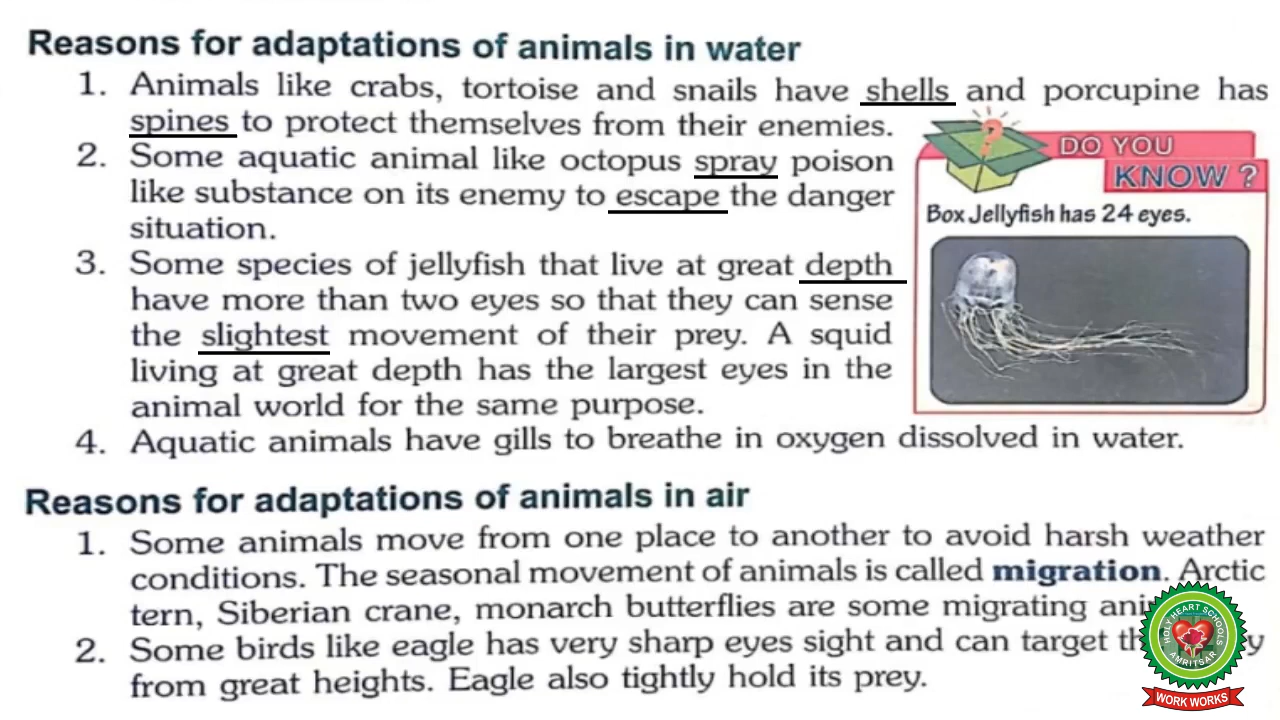 Reasons for adaptations of animals in water
1. Animals like crabs, tortoise and snails have shells and porcupine has
spines to protect themselves from their enemies.
2. Some aquatic animal like octopus spray poison
like substance on its enemy to escape the danger
situation.
3. Some species of jellyfish that live at great depth
have more than two eyes so that they can sense
the slightest movement of their prey. A squid
living at great depth has the largest eyes in the
animal world for the same purpose.
4. Aquatic animals have gills to breathe in oxygen dissolved in water.
DO YOU
KNOW ?
Box Jellyfish has 24 eyes.
Reasons for adaptations of animals in air
1. Some animals move from one place to another to avoid harsh weather
conditions. The seasonal movement of animals is called migration. Arctic
tern, Siberian crane, monarch butterflies are some migrating
2. Some birds like eagle has very sharp eyes sight and can target
from great heights. Eagle also tightly hold its prey.
HOLY HEART SCHOOLS
AMRITSAR
WORK WORKS